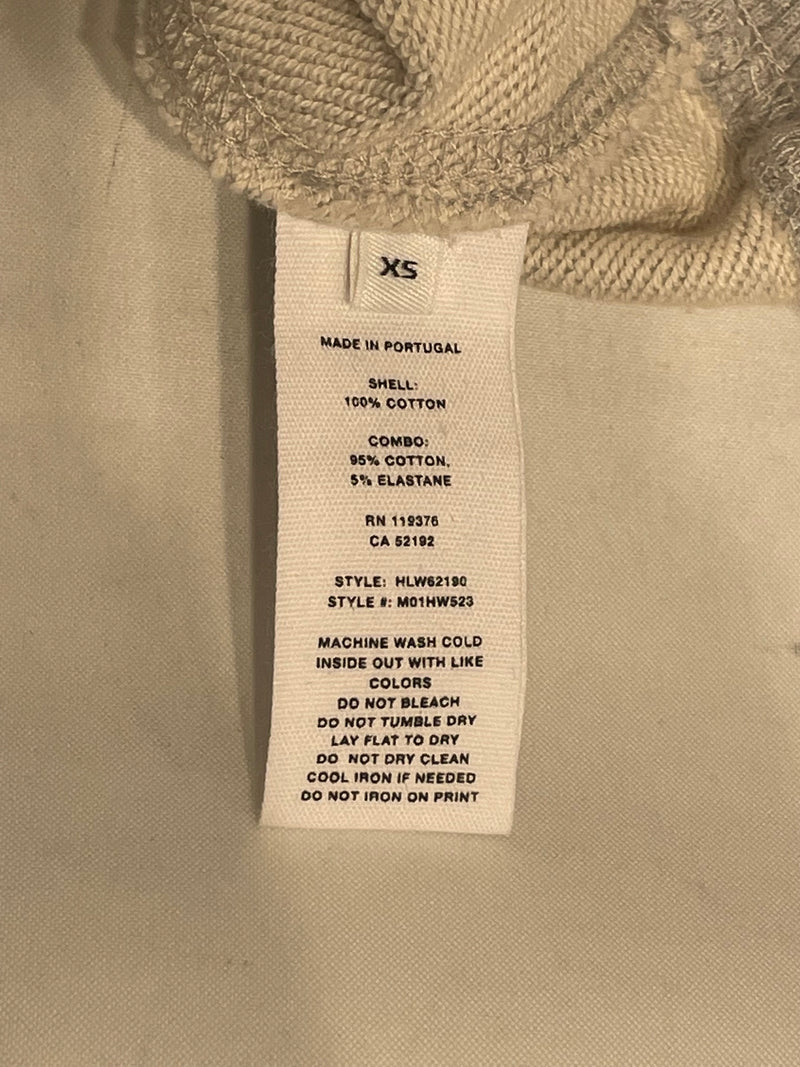 XS
MADE IN PORTUGAL
SHELL:
100% COTTON
COMBO:
95% COTTON,
5% ELASTANE
RN 119376
CA 52192
STYLE: HLW62190
STYLE #: M01HW523
MACHINE WASH COLD
INSIDE OUT WITH LIKE
COLORS
DO NOT BLEACH
DO NOT TUMBLE DRY
LAY FLAT TO DRY
DO NOT DRY CLEAN
COOL IRON IF NEEDED
DO NOT IRON ON PRINT